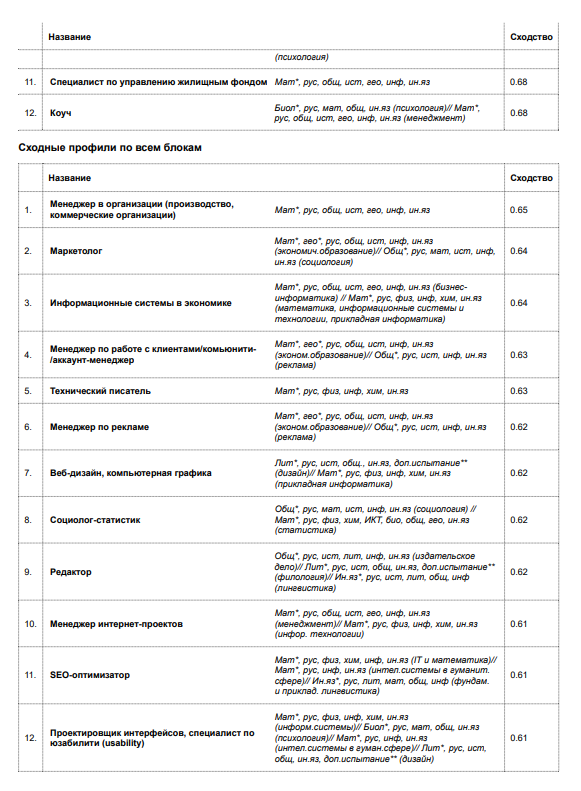 Название Сходство
(психология)
11. Специалист по управлению жилищным фондом Мат*, рус, общ, ист, гео, инф, ин.яз 0.68
12. Коуч Биол*, рус, мат, общ, ин.яз (психология)// Мат*, 0.68
рус, общ, ист, гео, инф, ин.яз (менеджмент)
Сходные профили по всем блокам
Название Сходство
1. Менеджер в организации (производство,
коммерческие организации) Мат*, рус, общ, ист, гео, инф, ин.яз 0.65
2. Маркетолог Мат*, гео*, рус, общ, ист, инф, ин.яз
(экономич.образование)// Общ*, рус, мат, ист, инф, 0.64
ин.яз (социология)
3. Информационные системы в экономике Мат*, рус, общ, ист, гео, инф, ин.яз (бизнес-
информатика) // Мат*, рус, физ, инф, хим, ин.яз 0.64
(математика, информационные системы и
технологии, прикладная информатика)
4. Менеджер по работе с клиентами/комьюнити-
/аккаунт-менеджер Мат*, гео*, рус, общ, ист, инф, ин.яз
(эконом.образование)// Общ*, рус, ист, инф, ин.яз 0.63
(реклама)
5. Технический писатель Мат*, рус, физ, инф, хим, ин.яз 0.63
6. Менеджер по рекламе Мат*, гео*, рус, общ, ист, инф, ин.яз
(эконом.образование)// Общ*, рус, ист, инф, ин.яз 0.62
(реклама)
7. Веб-дизайн, компьютерная графика Лит*, рус, ист, общ., ин.яз, доп.испытание**
(дизайн)// Мат*, рус, физ, инф, хим, ин.яз 0.62
(прикладная информатика)
8. Социолог-статистик Общ*, рус, мат, ист, инф, ин.яз (социология) //
Мат*, рус, физ, хим, ИКТ, био, общ, гео, ин.яз 0.62
(статистика)
9. Редактор Общ*, рус, ист, лит, инф, ин.яз (издательское
дело)// Лит*, рус, ист, общ, ин.яз, доп.испытание** 0.62
(филология)// Ин.яз*, рус, ист, лит, общ, инф
(лингвистика)
10. Менеджер интернет-проектов Мат*, рус, общ, ист, гео, инф, ин.яз
(менеджмент)// Мат*, рус, физ, инф, хим, ин.яз 0.61
(инфор. технологии)
11. SEO-оптимизатор Мат*, рус, физ, хим, инф, ин.яз (IT и математика)//
Мат*, рус, инф, ин.яз (интел.системы в гуманит. 0.61
сфере)// Ин.яз*, рус, лит, мат, общ, инф (фундам.
и приклад. лингвистика)
12. Проектировщик интерфейсов, специалист по
юзабилити (usability) Мат*, рус, физ, инф, хим, ин.яз
(информ.системы)// Биол*, рус, мат, общ, ин.яз
(психология)// Мат*, рус, инф, ин.яз 0.61
(интел.системы в гуман.сфере)// Лит*, рус, ист,
общ, ин.яз, доп.испытание** (дизайн)